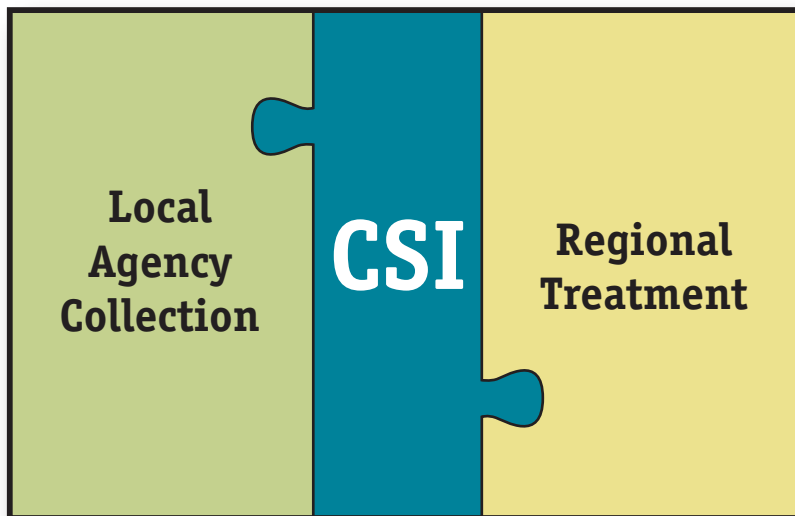 Local
Agency
Collection
CSI
Regional
Treatment